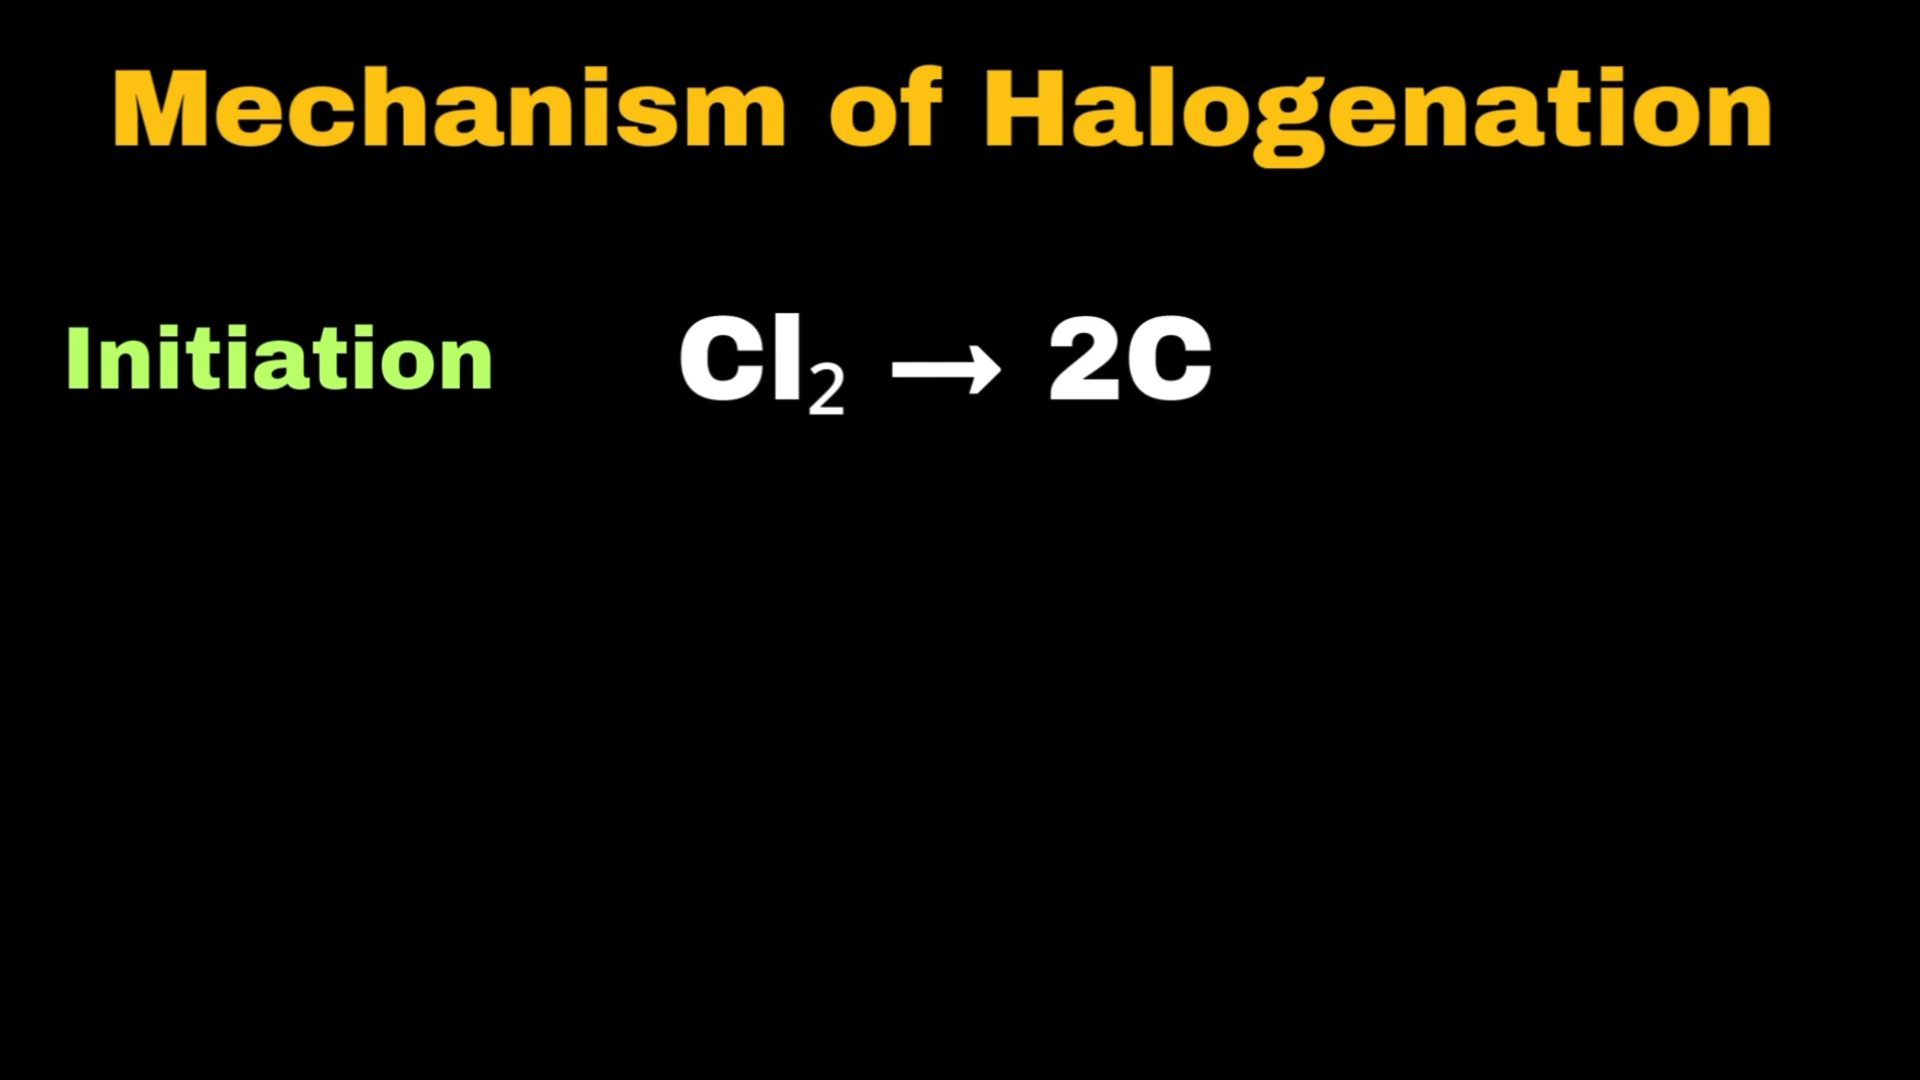 Mechanism of Halogenation
Initiation Cl₂ → 2C